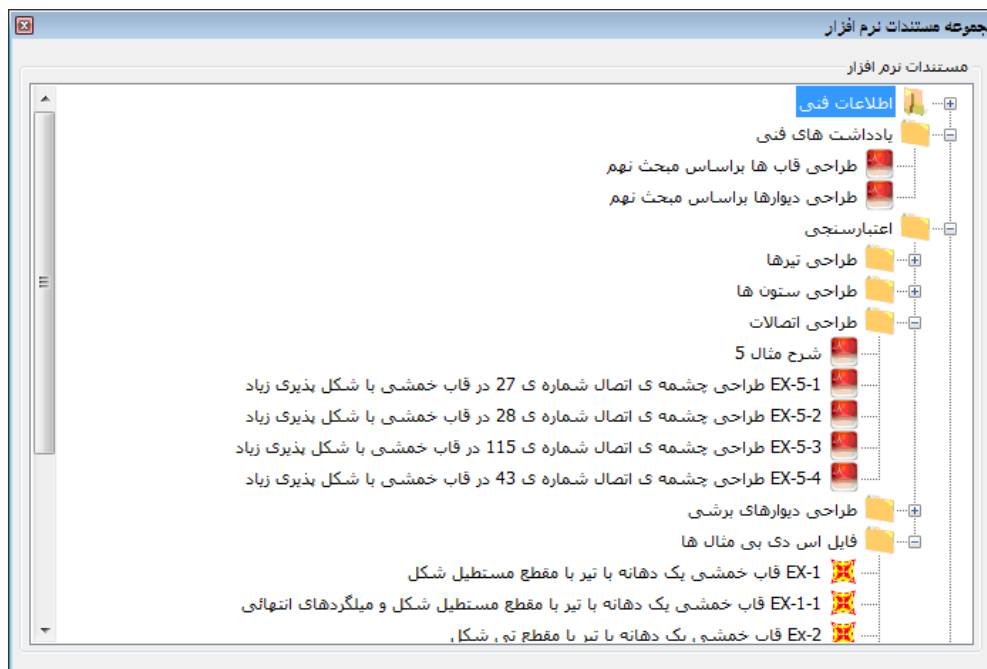 جموعه مستندات نرم افزار
مستندات نرم افزار
اطلاعات فنی
یادداشت های فنی
طراحی قاب ها براساس مبحث نهم
طراحی دیوارها براساس مبحث نهم
اعتبارسنجی
طراحی تیرها
طراحی ستون ها
طراحی اتصالات
شرح مثال 5
EX-5-1 طراحی چشمه ی اتصال شماره ی 27 در قاب خمشی با شکل پذیری زیاد
EX-5-2 طراحی چشمه ی اتصال شماره ی 28 در قاب خمشی با شکل پذیری زیاد
EX-5-3 طراحی چشمه ی اتصال شماره ی 115 در قاب خمشی با شکل پذیری زیاد
EX-5-4 طراحی چشمه ی اتصال شماره ی 43 در قاب خمشی با شکل پذیری زیاد
طراحی دیوارهای برشی
فایل اس دی بی مثال ها
EX-1 قاب خمشی یک دهانه با تیر با مقطع مستطیل شکل
EX-1-1 قاب خمشی یک دهانه با تیر با مقطع مستطیل شکل و میلگردهای انتهائی
Ex-2 قاب خمشی یک دهانه با تیر با مقطع تی شکل